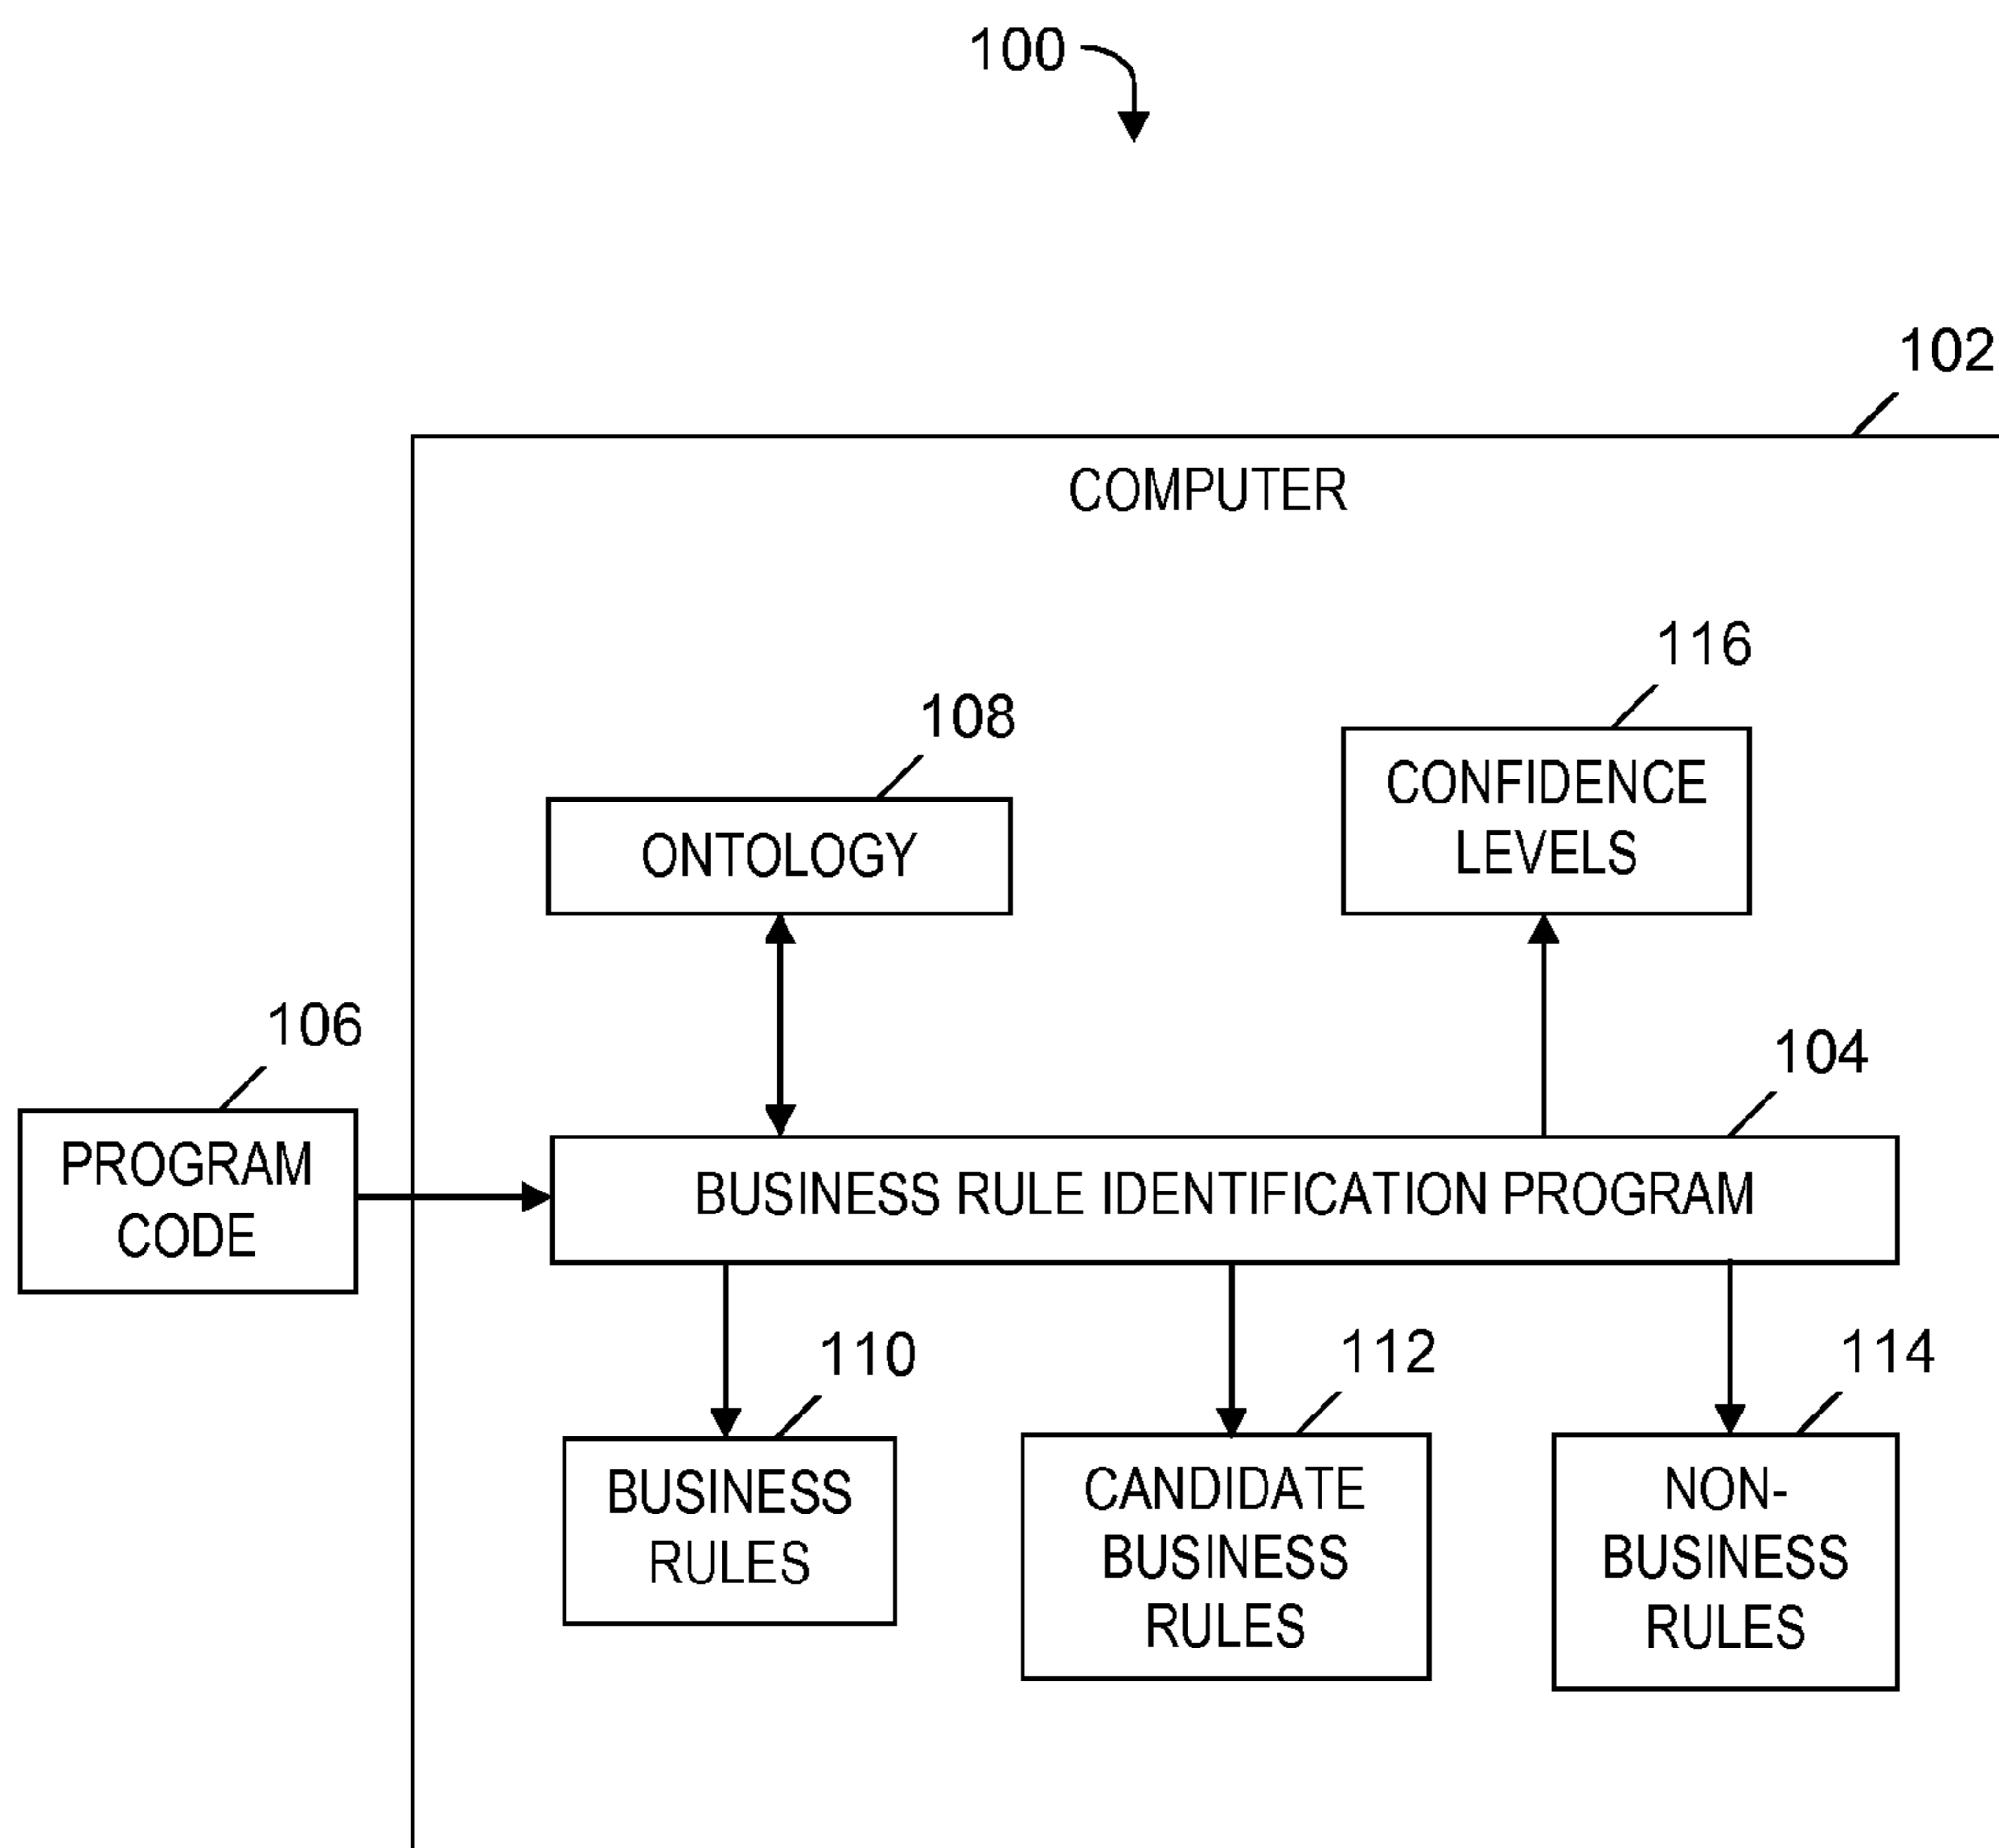 100
102
COMPUTER
116
108
CONFIDENCE
LEVELS
ONTOLOGY
106
104
PROGRAM
CODE
BUSINESS RULE IDENTIFICATION PROGRAM
110
112
114
BUSINESS
RULES
CANDIDATE
BUSINESS
RULES
NON-
BUSINESS
RULES